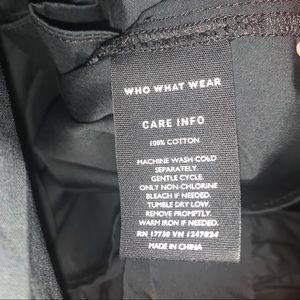 WHO WHAT WEAR
CARE INFO
100% COTTON
MACHINE WASH COLD
SEPARATELY.
GENTLE CYCLE.
ONLY NON-CHLORINE
BLEACH IF NEEDED.
TUMBLE DRY LOW.
REMOVE PROMPTLY.
WARM IRON IF NEEDED.
RN 17730 VN 1247024
MADE IN CHINA